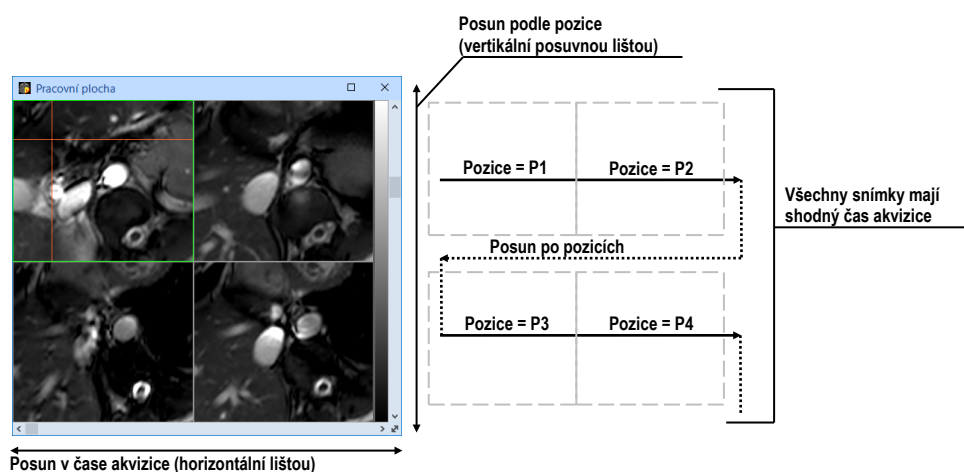 Posun podle pozice
(vertikální posuvnou lištou)
Pracovní plocha
Pozice = P1
Pozice = P2
Všechny snímky mají
shodný čas akvizice
Posun po pozicích
Pozice = P3
Pozice = P4
Posun v čase akvizice (horizontální lištou)